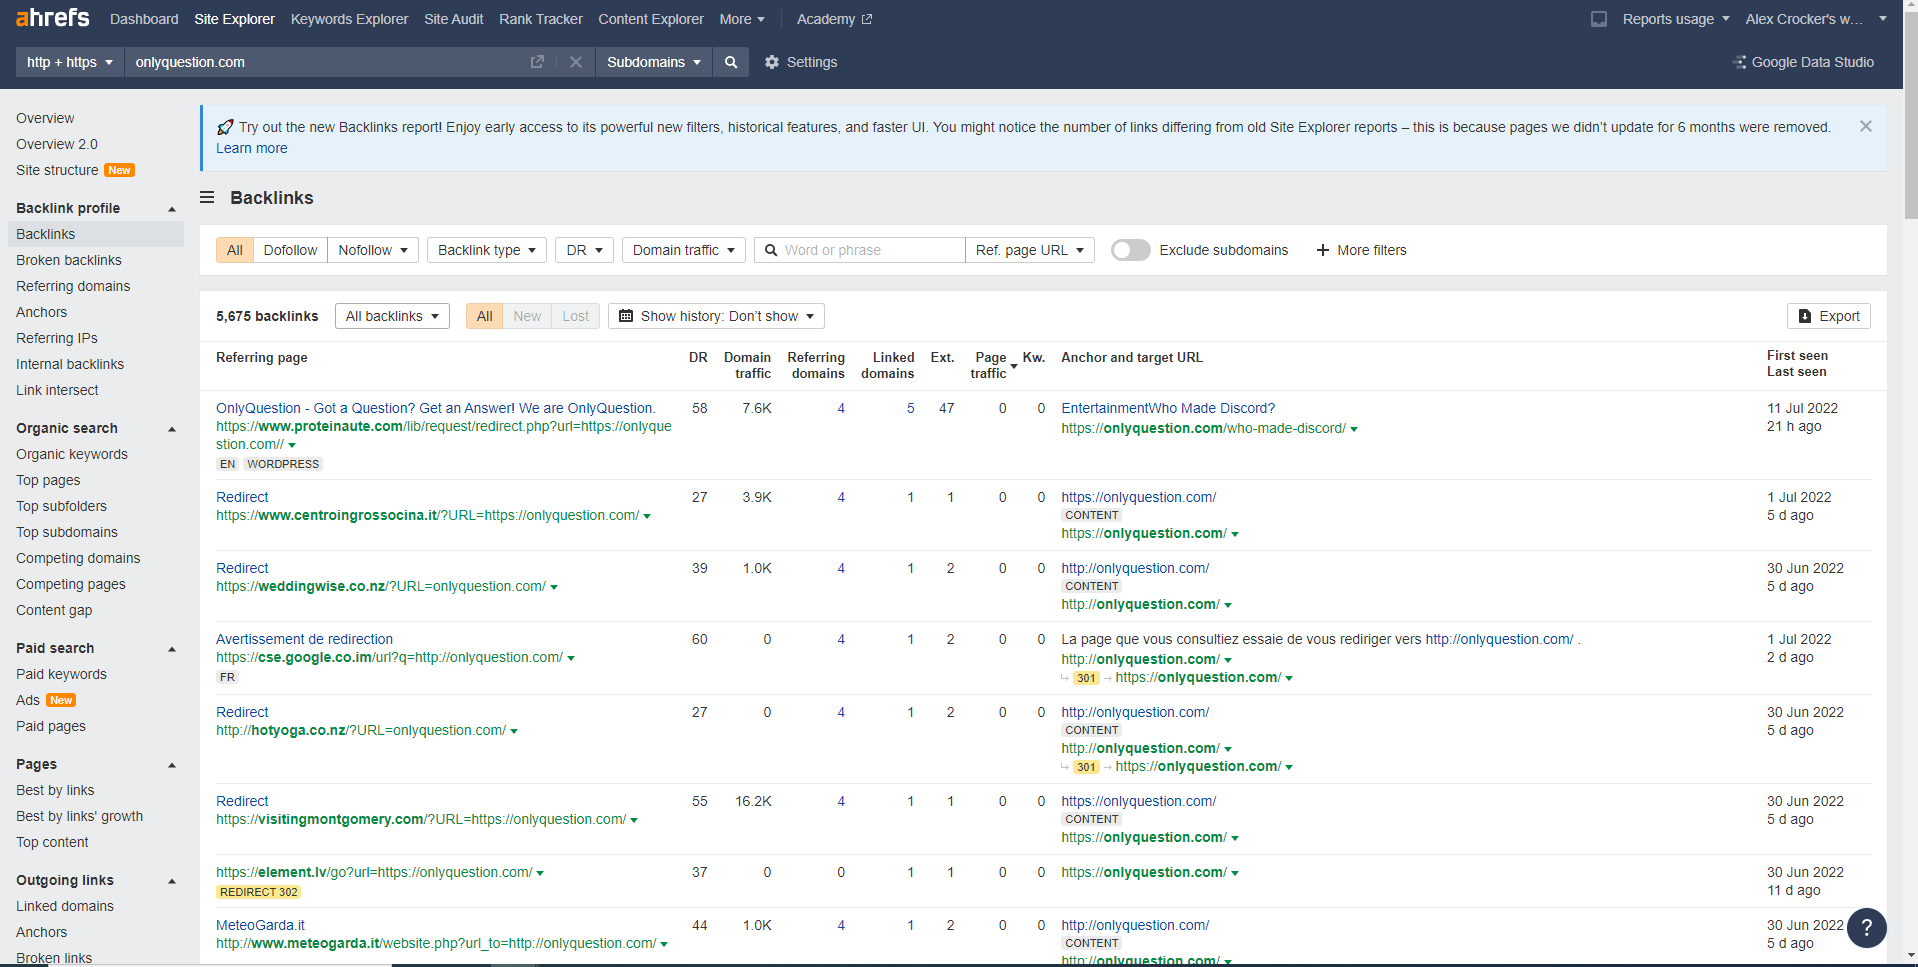 ahrefs Dashboard Site Explorer Keywords Explorer Site Audit Rank Tracker Content Explorer More Academy Reports usage Alex Crocker's w...
http + https onlyquestion.com Subdomains Settings Google Data Studio
Overview
Overview 2.0
Site structure New
Backlink profile
Backlinks
Broken backlinks
Referring domains
Anchors
Referring IPs
Internal backlinks
Link intersect
Organic search
Organic keywords
Top pages
Top subfolders
Top subdomains
Competing domains
Competing pages
Content gap
Paid search
Paid keywords
Ads New
Paid pages
Pages
Best by links
Best by links' growth
Top content
Outgoing links
Linked domains
Anchors
Broken links
Try out the new Backlinks report! Enjoy early access to its powerful new filters, historical features, and faster UI. You might notice the number of links differing from old Site Explorer reports – this is because pages we didn't update for 6 months were removed.
Learn more
Backlinks
All Dofollow Nofollow Backlink type DR Domain traffic Word or phrase Ref. page URL Exclude subdomains + More filters
5,675 backlinks All backlinks All New Lost Show history: Don't show Export
Referring page DR Domain traffic Referring domains Linked domains Ext. Page traffic Kw. Anchor and target URL First seen Last seen
OnlyQuestion - Got a Question? Get an Answer! We are OnlyQuestion. 58 7.6K 4 5 47 0 0 EntertainmentWho Made Discord? 11 Jul 2022
https://www.proteinaute.com/lib/request/redirect.php?url=https://onlyque https://onlyquestion.com/who-made-discord/ 21 h ago
stion.com//
EN WORDPRESS
Redirect 27 3.9K 4 1 1 0 0 https://onlyquestion.com/ 1 Jul 2022
https://www.centroingrossocina.it/?URL=https://onlyquestion.com/ CONTENT 5 d ago
https://onlyquestion.com/
Redirect 39 1.0K 4 1 2 0 0 http://onlyquestion.com/ 30 Jun 2022
https://weddingwise.co.nz/?URL=onlyquestion.com/ CONTENT 5 d ago
http://onlyquestion.com/
Avertissement de redirection 60 0 4 1 2 0 0 La page que vous consultiez essaie de vous rediriger vers http://onlyquestion.com/ . 1 Jul 2022
https://cse.google.co.im/url?q=http://onlyquestion.com/ http://onlyquestion.com/ 2 d ago
FR 301 https://onlyquestion.com/
Redirect 27 0 4 1 2 0 0 http://onlyquestion.com/ 30 Jun 2022
http://hotyoga.co.nz/?URL=onlyquestion.com/ CONTENT 5 d ago
http://onlyquestion.com/
301 https://onlyquestion.com/
Redirect 55 16.2K 4 1 1 0 0 https://onlyquestion.com/ 30 Jun 2022
https://visitingmontgomery.com/?URL=https://onlyquestion.com/ CONTENT 5 d ago
https://onlyquestion.com/
https://element.lv/go?url=https://onlyquestion.com/ 37 0 0 1 1 0 0 https://onlyquestion.com/ 30 Jun 2022
REDIRECT 302 11 d ago
MeteoGarda.it 44 1.0K 4 1 2 0 0 http://onlyquestion.com/ 30 Jun 2022
http://www.meteogarda.it/website.php?url_to=http://onlyquestion.com/ CONTENT 5 d ago
http://onlyquestion.com/
?